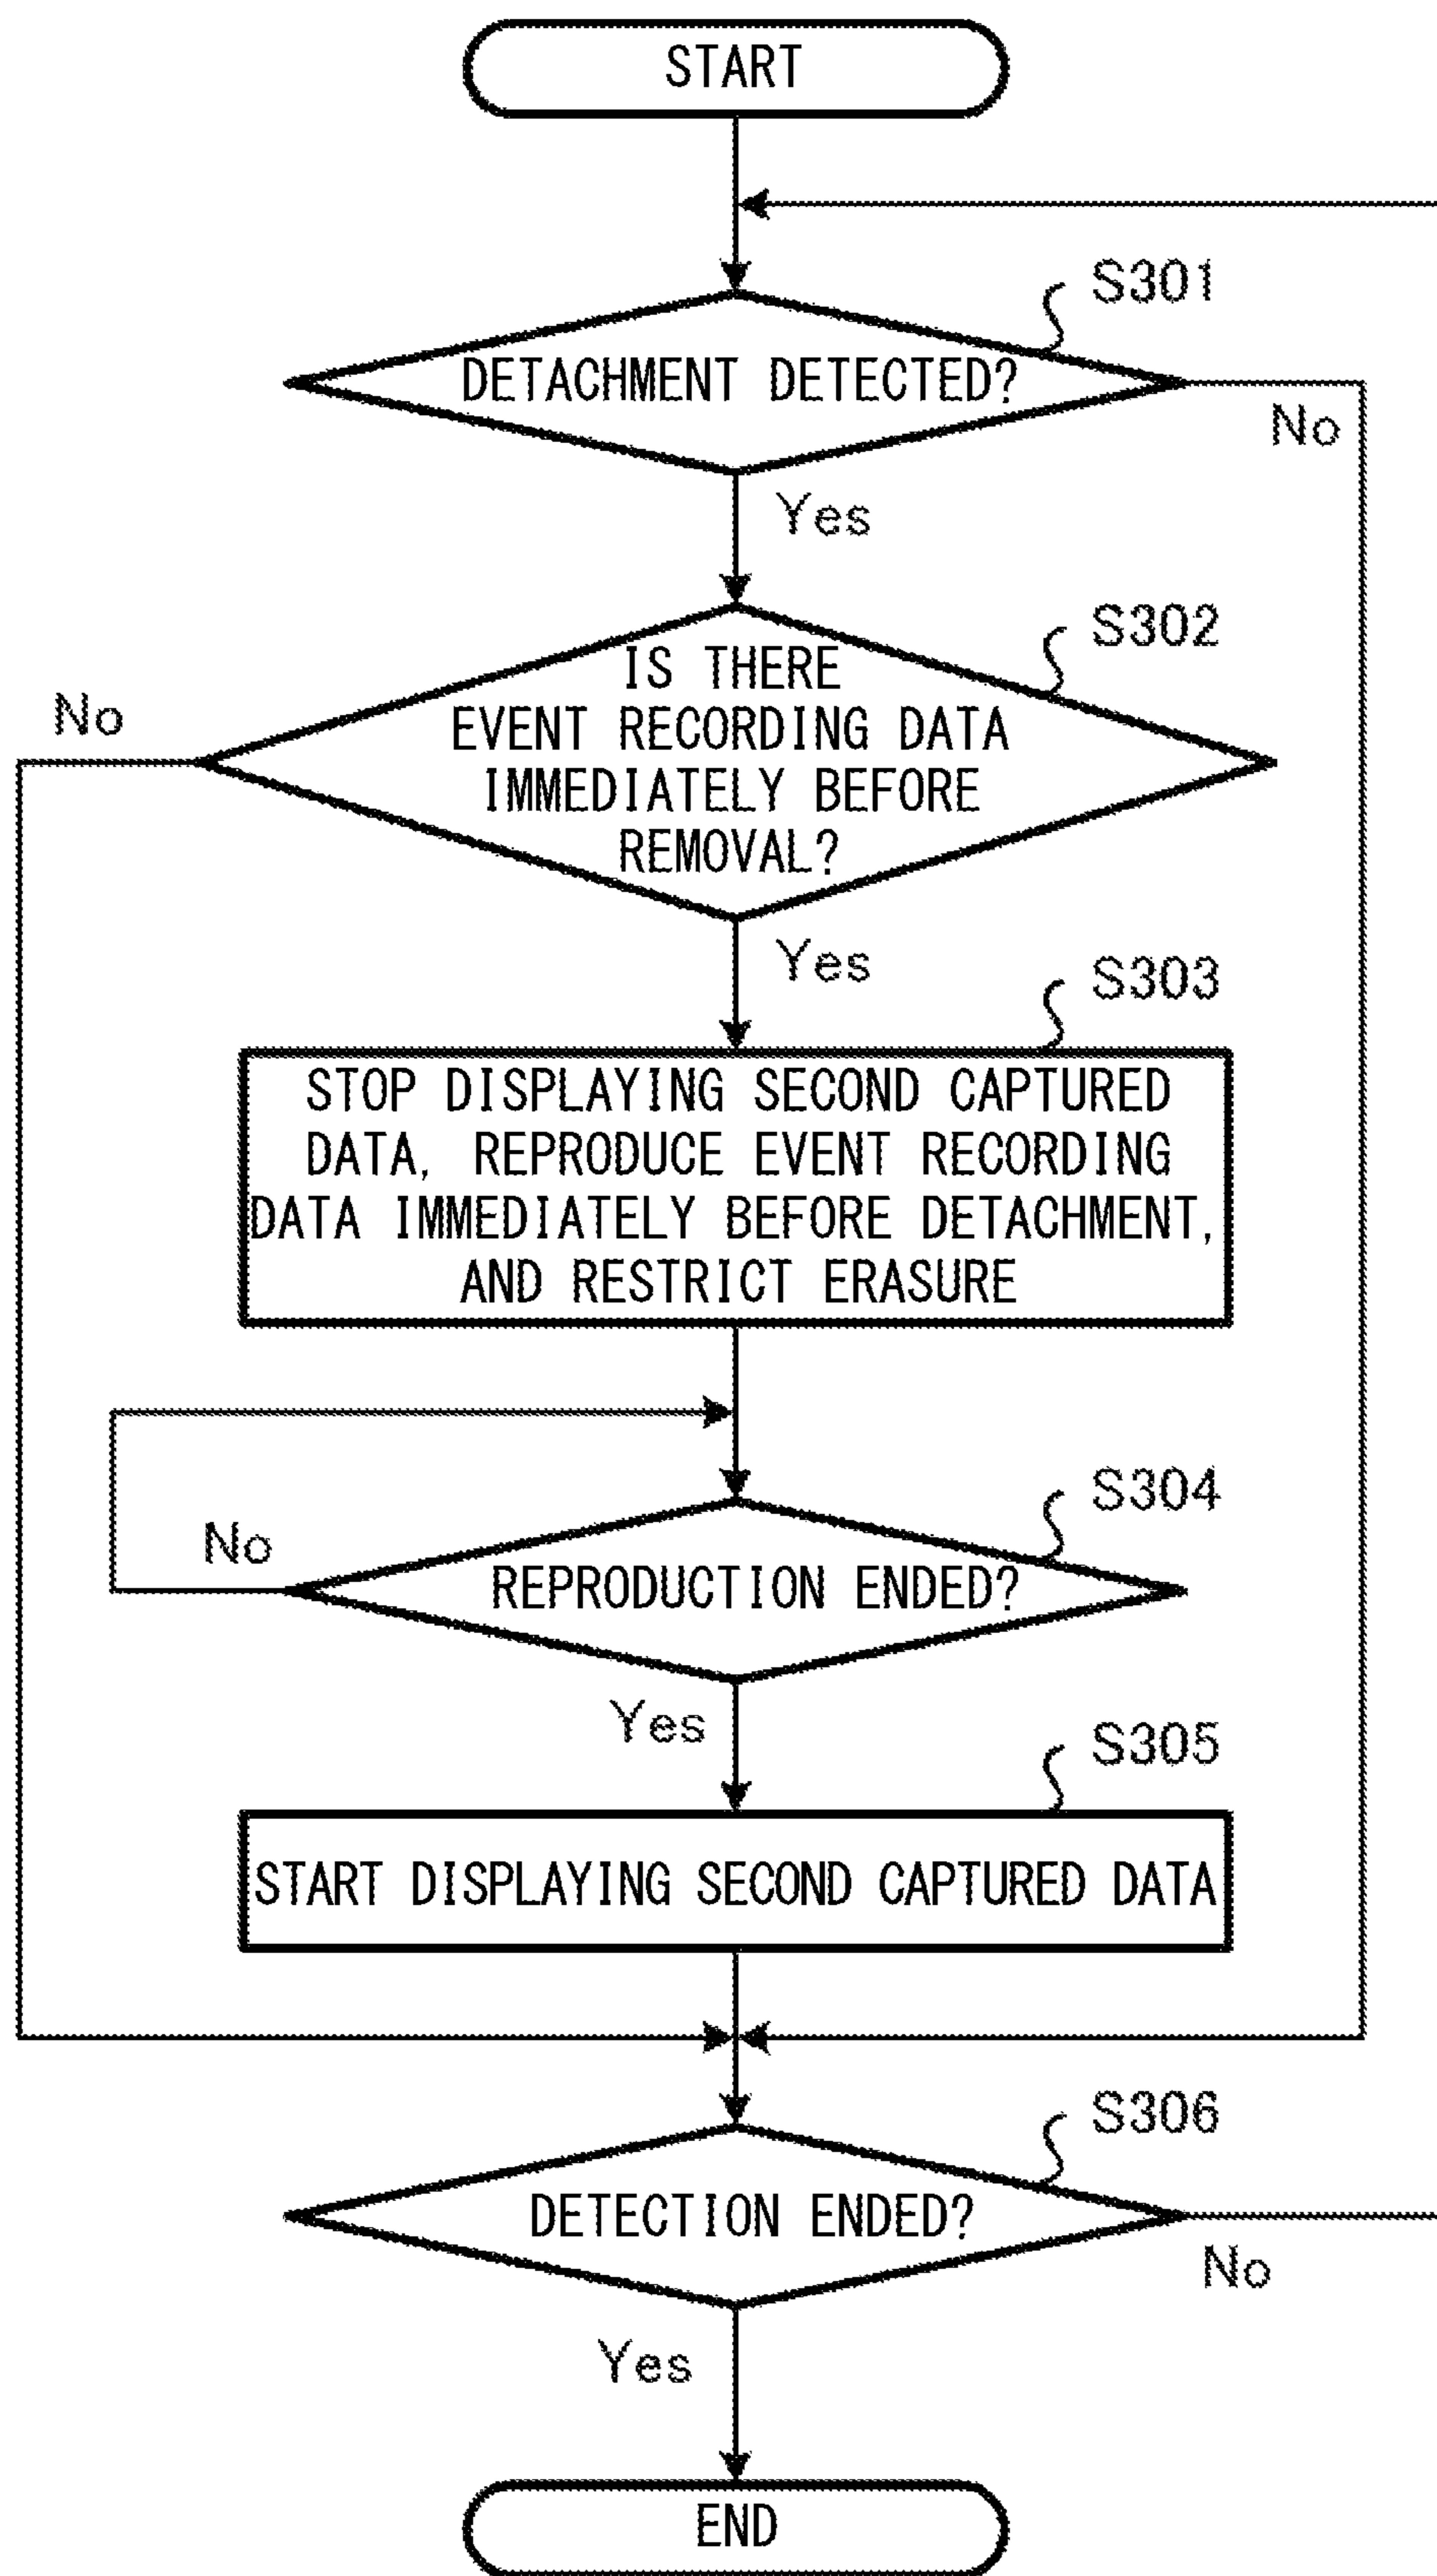 START
S301
DETACHMENT DETECTED?
No
Yes
S302
IS THERE
No
EVENT RECORDING DATA
IMMEDIATELY BEFORE
REMOVAL?
Yes
S303
STOP DISPLAYING SECOND CAPTURED
DATA, REPRODUCE EVENT RECORDING
DATA IMMEDIATELY BEFORE DETACHMENT,
AND RESTRICT ERASURE
S304
No
REPRODUCTION ENDED?
Yes
S305
START DISPLAYING SECOND CAPTURED DATA
S306
DETECTION ENDED?
No
Yes
END